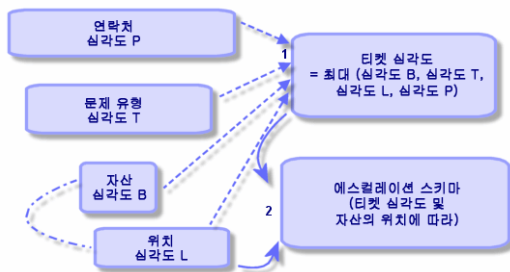 연락처
심각도 P
문제 유형
심각도 T
자산
심각도 B
위치
심각도 L
1
티켓 심각도
= 최대 (심각도 B, 심각도 T,
심각도 L, 심각도 P)
2
에스컬레이션 스키마
(티켓 심각도 및
자산의 위치에 따라)